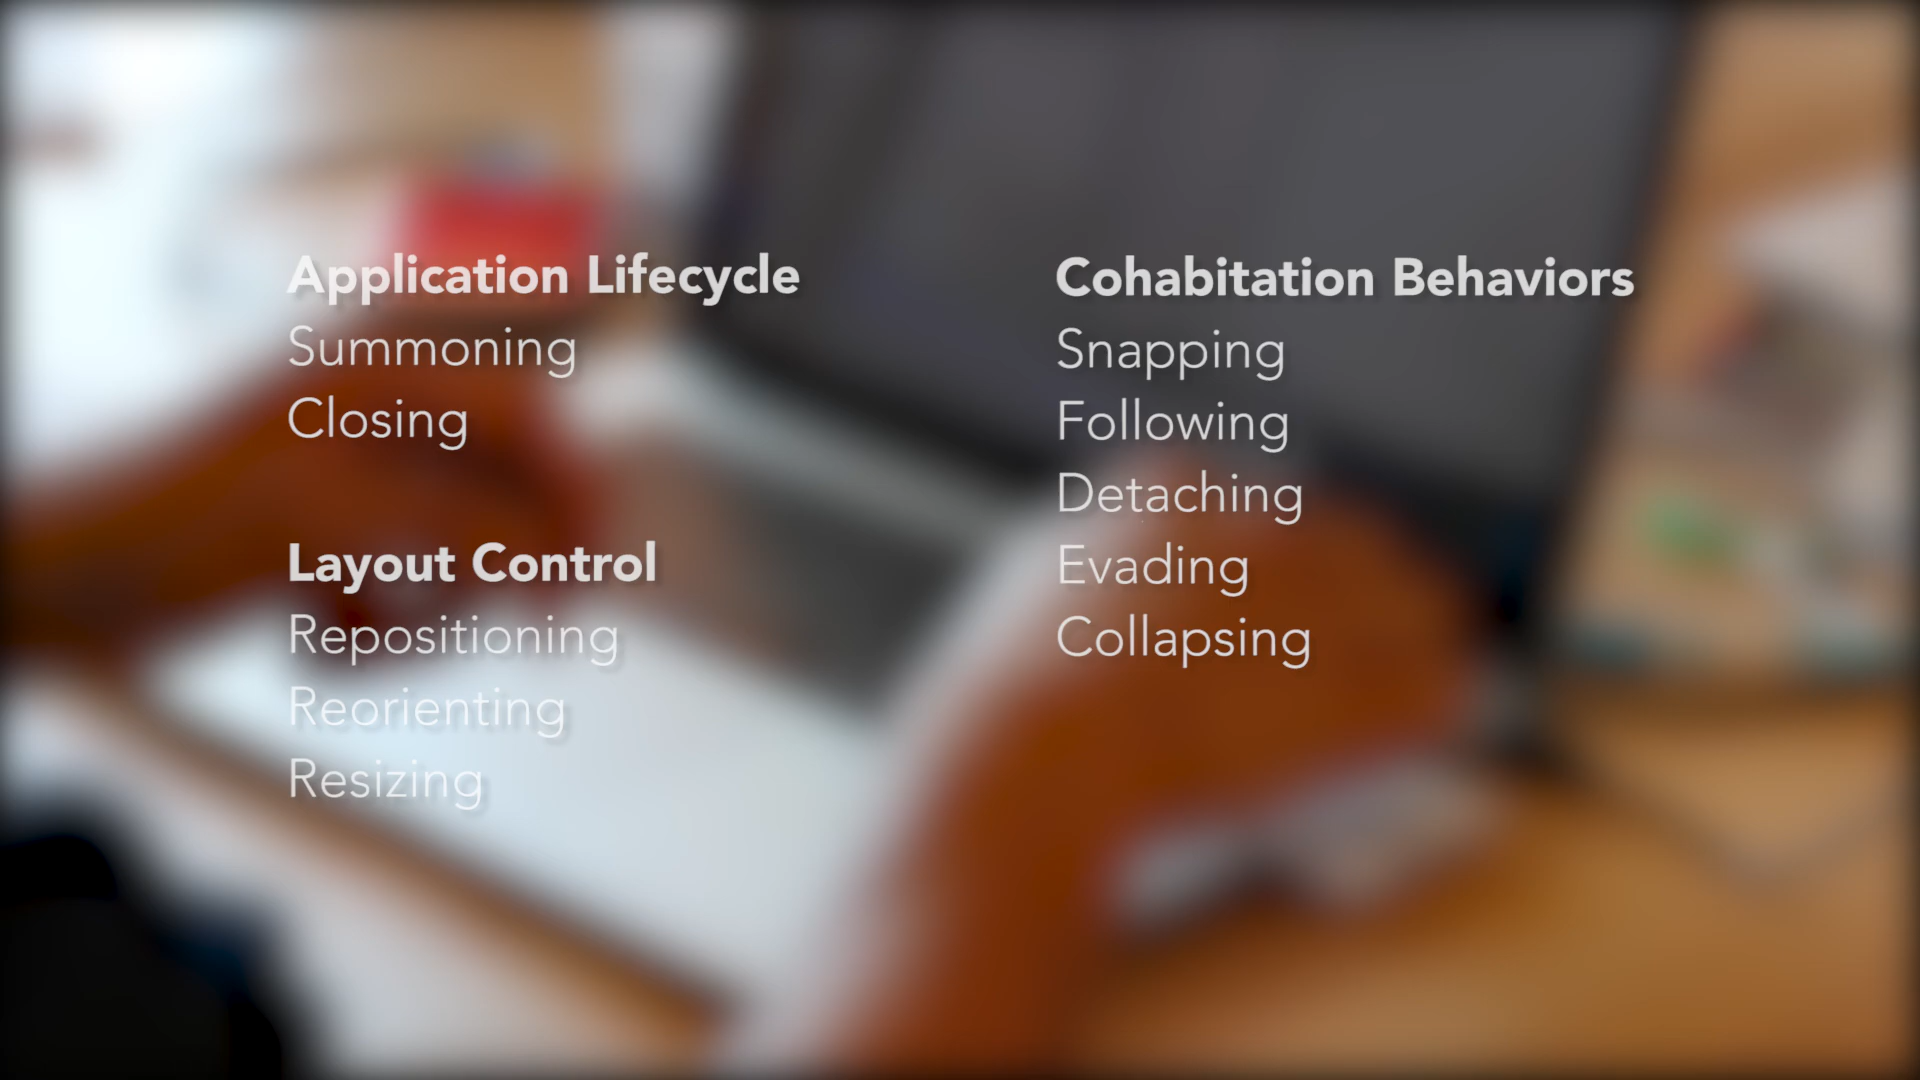 Application Lifecycle
Summoning
Closing
Layout Control
Repositioning
Reorienting
Resizing
Cohabitation Behaviors
Snapping
Following
Detaching
Evading
Collapsing